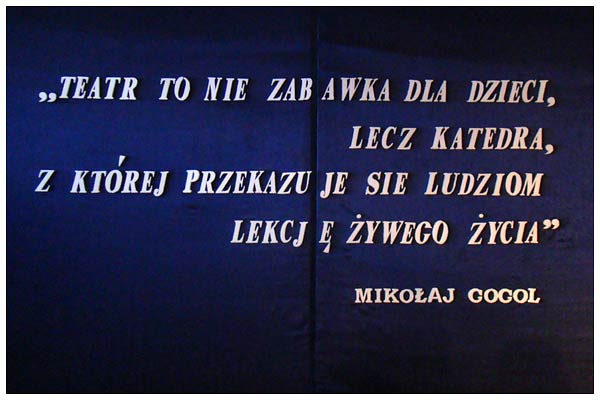 „TEATR TO NIE ZABAWKA DLA DZIECI,
LECZ KATEDRA,
Z KTÓREJ PRZEKAZUJE SIE LUDZIOM
LEKCJĘ ŻYWEGO ŻYCIA”
MIKOŁAJ GOGOL